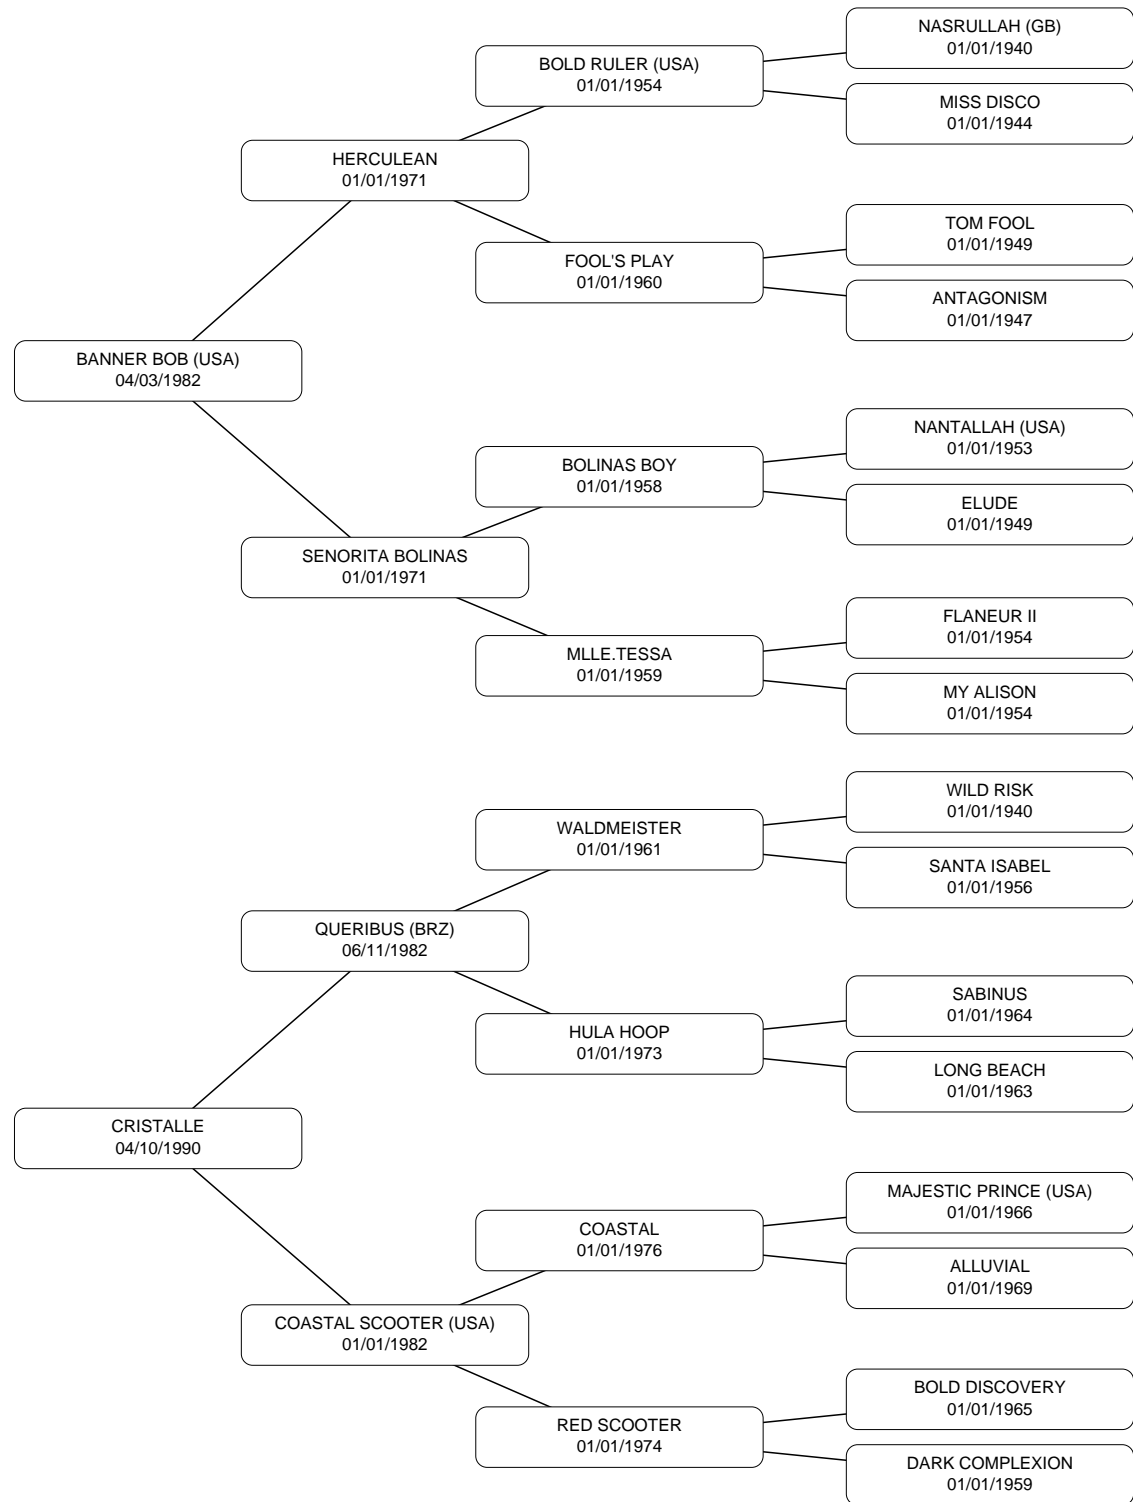 NASRULLAH (GB)
01/01/1940
BOLD RULER (USA)
01/01/1954
MISS DISCO
01/01/1944
HERCULEAN
01/01/1971
TOM FOOL
01/01/1949
FOOL'S PLAY
01/01/1960
ANTAGONISM
01/01/1947
BANNER BOB (USA)
04/03/1982
NANTALLAH (USA)
01/01/1953
BOLINAS BOY
01/01/1958
ELUDE
01/01/1949
SENORITA BOLINAS
01/01/1971
FLANEUR II
01/01/1954
MLLE.TESSA
01/01/1959
MY ALISON
01/01/1954
WILD RISK
01/01/1940
WALDMEISTER
01/01/1961
SANTA ISABEL
01/01/1956
QUERIBUS (BRZ)
06/11/1982
SABINUS
01/01/1964
HULA HOOP
01/01/1973
LONG BEACH
01/01/1963
CRISTALLE
04/10/1990
MAJESTIC PRINCE (USA)
01/01/1966
COASTAL
01/01/1976
ALLUVIAL
01/01/1969
COASTAL SCOOTER (USA)
01/01/1982
BOLD DISCOVERY
01/01/1965
RED SCOOTER
01/01/1974
DARK COMPLEXION
01/01/1959